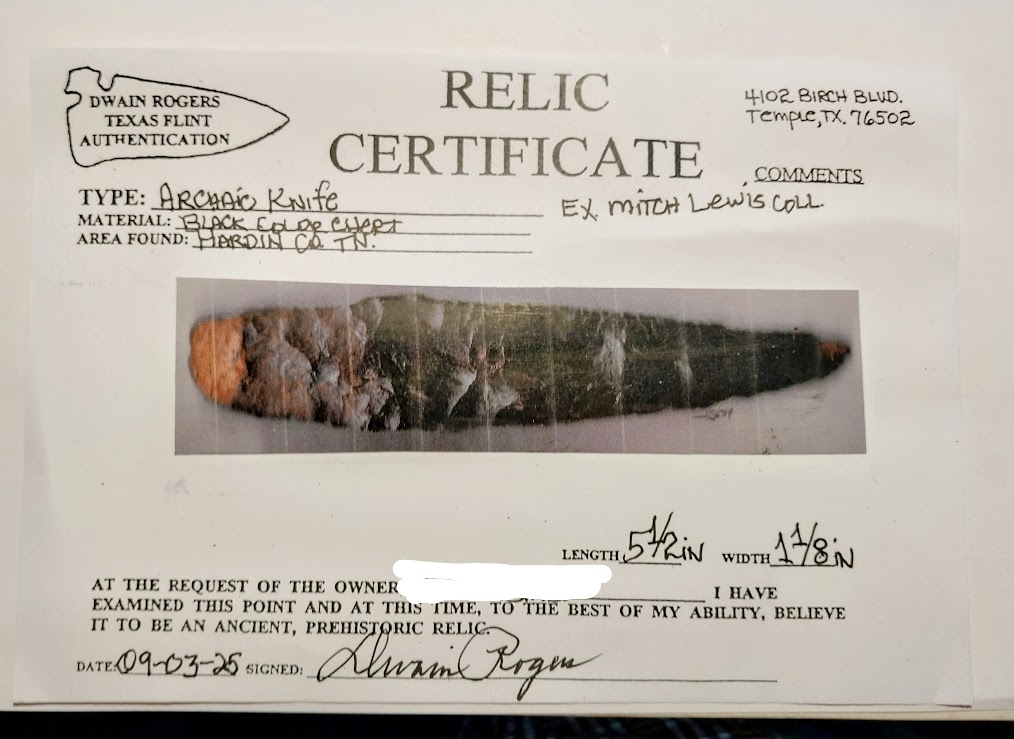 RELIC
CERTIFICATE
DWAIN ROGERS
TEXAS FLINT
AUTHENTICATION
4102 BIRCH BLVD.
Temple, TX. 76502
COMMENTS
TYPE: ARCHAIC KNIFE
EX. MITCH LEWIS COLL.
MATERIAL: BLACK COLOR CHERT
AREA FOUND: HARDIN CO TN.
LENGTH 5 1/2 iN WIDTH 1 1/8 iN
AT THE REQUEST OF THE OWNER I HAVE
EXAMINED THIS POINT AND AT THIS TIME, TO THE BEST OF MY ABILITY, BELIEVE
IT TO BE AN ANCIENT, PREHISTORIC RELIC.
DATE: 09-03-25 SIGNED: Dwain Rogers